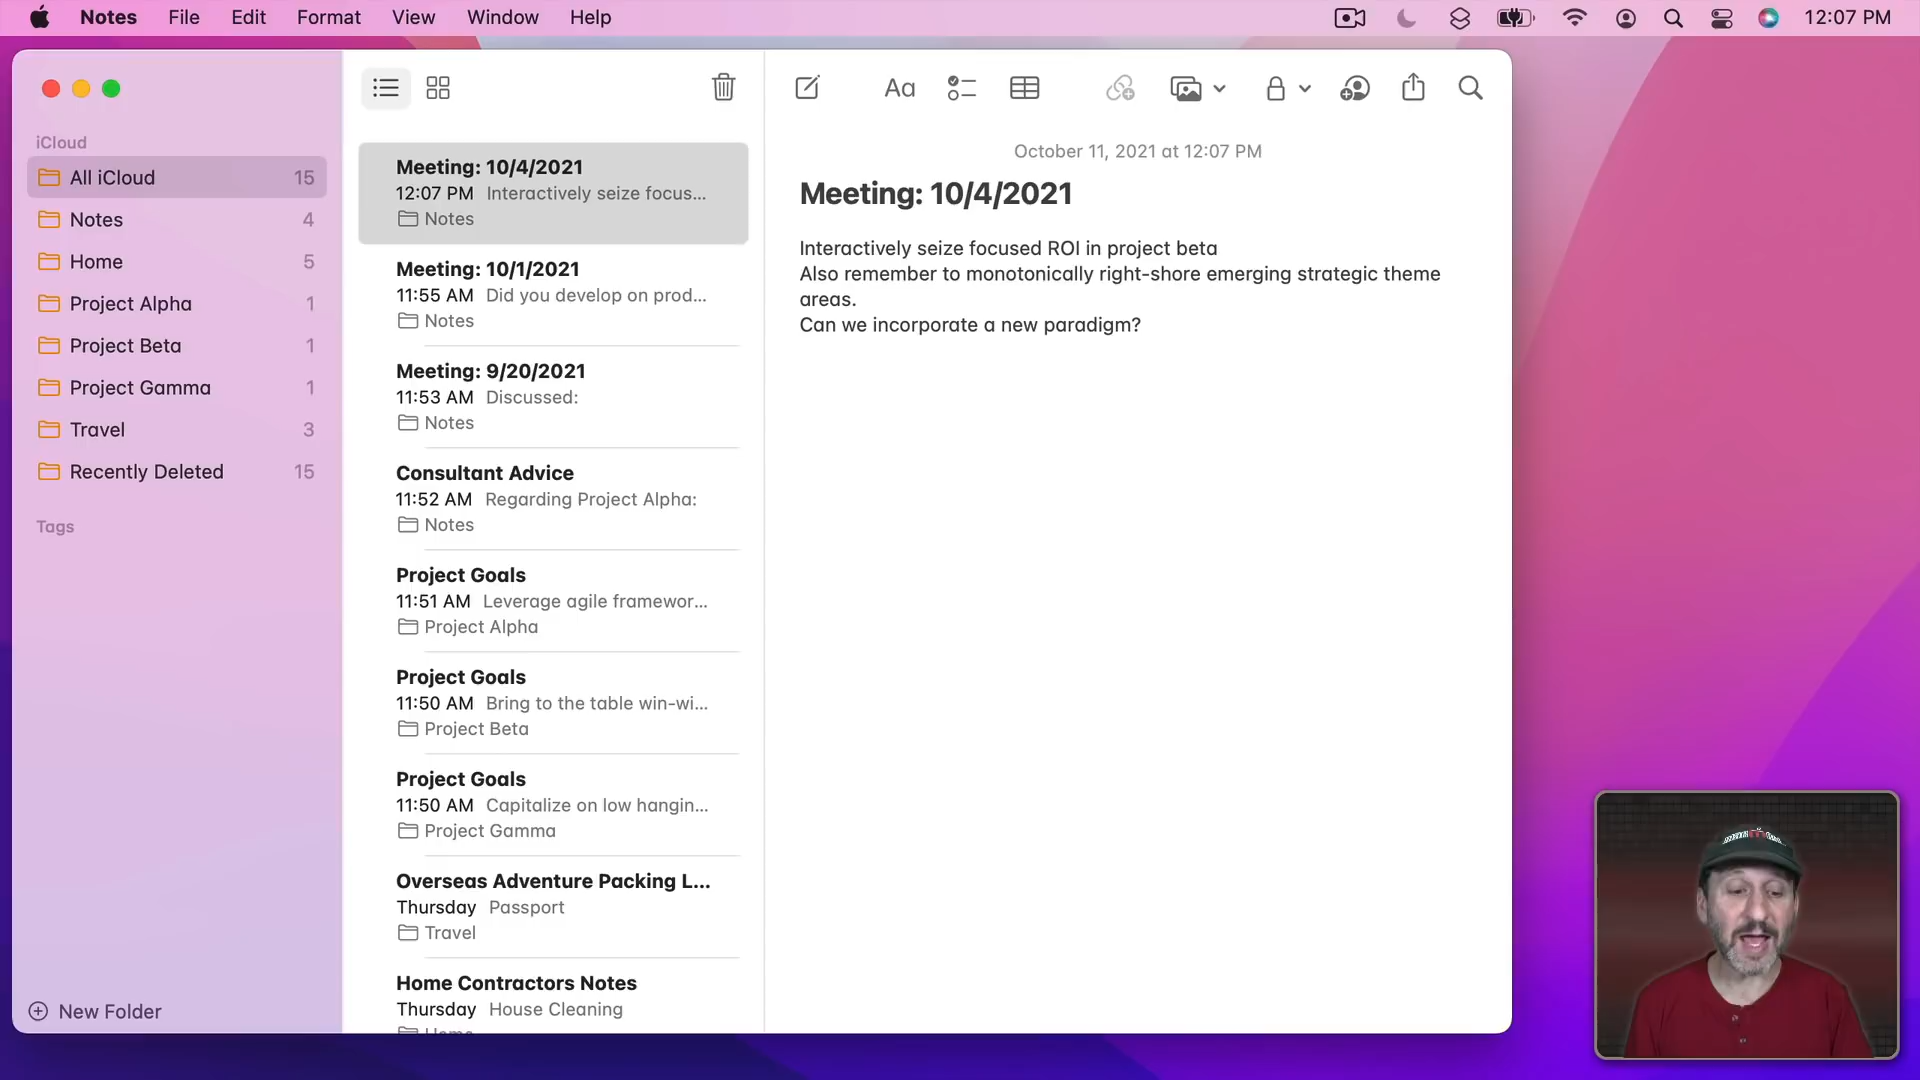 Notes File Edit Format View Window Help 12:07 PM
iCloud
All iCloud 15
Notes 4
Home 5
Project Alpha 1
Project Beta 1
Project Gamma 1
Travel 3
Recently Deleted 15
Tags
New Folder
Meeting: 10/4/2021
12:07 PM Interactively seize focus...
Notes
Meeting: 10/1/2021
11:55 AM Did you develop on prod...
Notes
Meeting: 9/20/2021
11:53 AM Discussed:
Notes
Consultant Advice
11:52 AM Regarding Project Alpha:
Notes
Project Goals
11:51 AM Leverage agile framewor...
Project Alpha
Project Goals
11:50 AM Bring to the table win-wi...
Project Beta
Project Goals
11:50 AM Capitalize on low hangin...
Project Gamma
Overseas Adventure Packing L...
Thursday Passport
Travel
Home Contractors Notes
Thursday House Cleaning
Home
Aa
October 11, 2021 at 12:07 PM
Meeting: 10/4/2021
Interactively seize focused ROI in project beta
Also remember to monotonically right-shore emerging strategic theme
areas.
Can we incorporate a new paradigm?